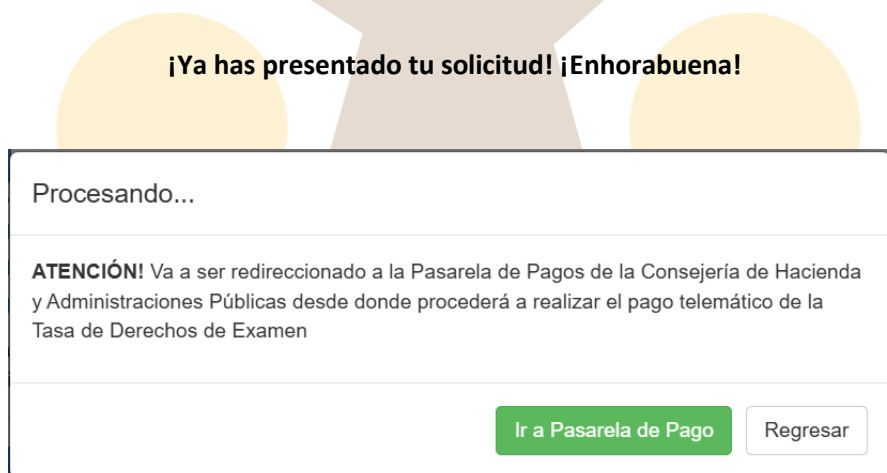 ¡Ya has presentado tu solicitud! ¡Enhorabuena!
Procesando...
ATENCIÓN! Va a ser redireccionado a la Pasarela de Pagos de la Consejería de Hacienda
y Administraciones Públicas desde donde procederá a realizar el pago telemático de la
Tasa de Derechos de Examen
Ir a Pasarela de Pago Regresar